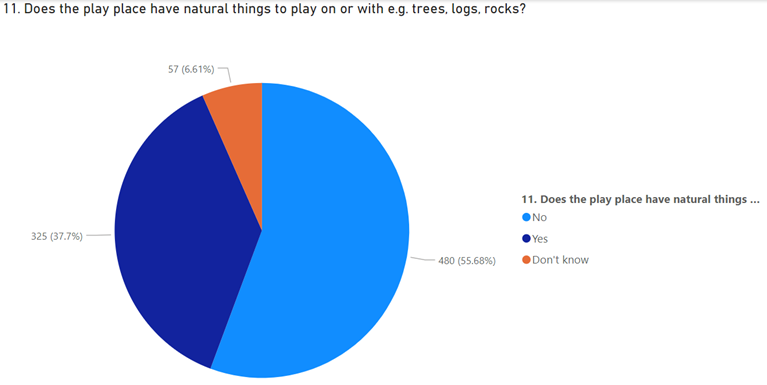 11. Does the play place have natural things to play on or with e.g. trees, logs, rocks?
57 (6.61%)
325 (37.7%)
480 (55.68%)
11. Does the play place have natural things ...
No
Yes
Don't know